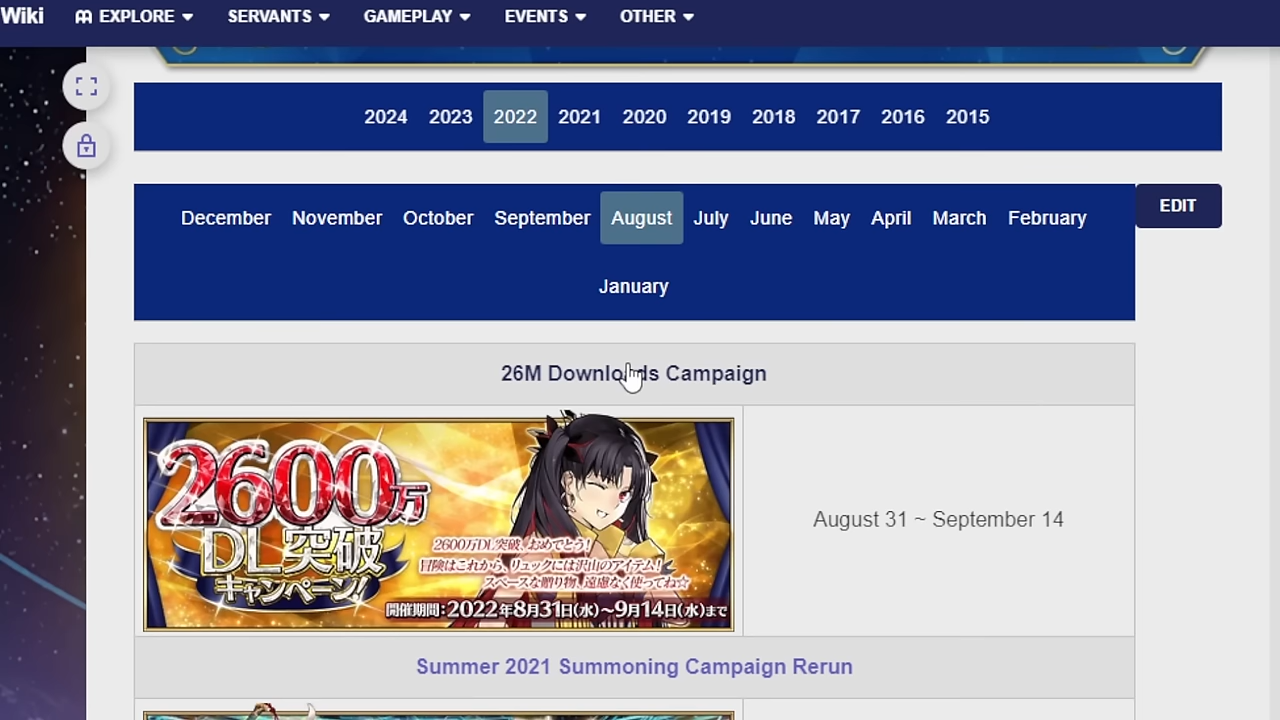 Wiki EXPLORE SERVANTS GAMEPLAY EVENTS OTHER
2024 2023 2022 2021 2020 2019 2018 2017 2016 2015
December November October September August July June May April March February
January
EDIT
26M Downloads Campaign
2600万
DL突破
キャンペーン!
2600万DL突破、おめでとう!
冒険はこれから、リュックには沢山のアイテム!
スペースな贈り物、遠慮なく使ってね☆
開催期間:2022年8月31日(水)~9月14日(水)まで
August 31 ~ September 14
Summer 2021 Summoning Campaign Rerun